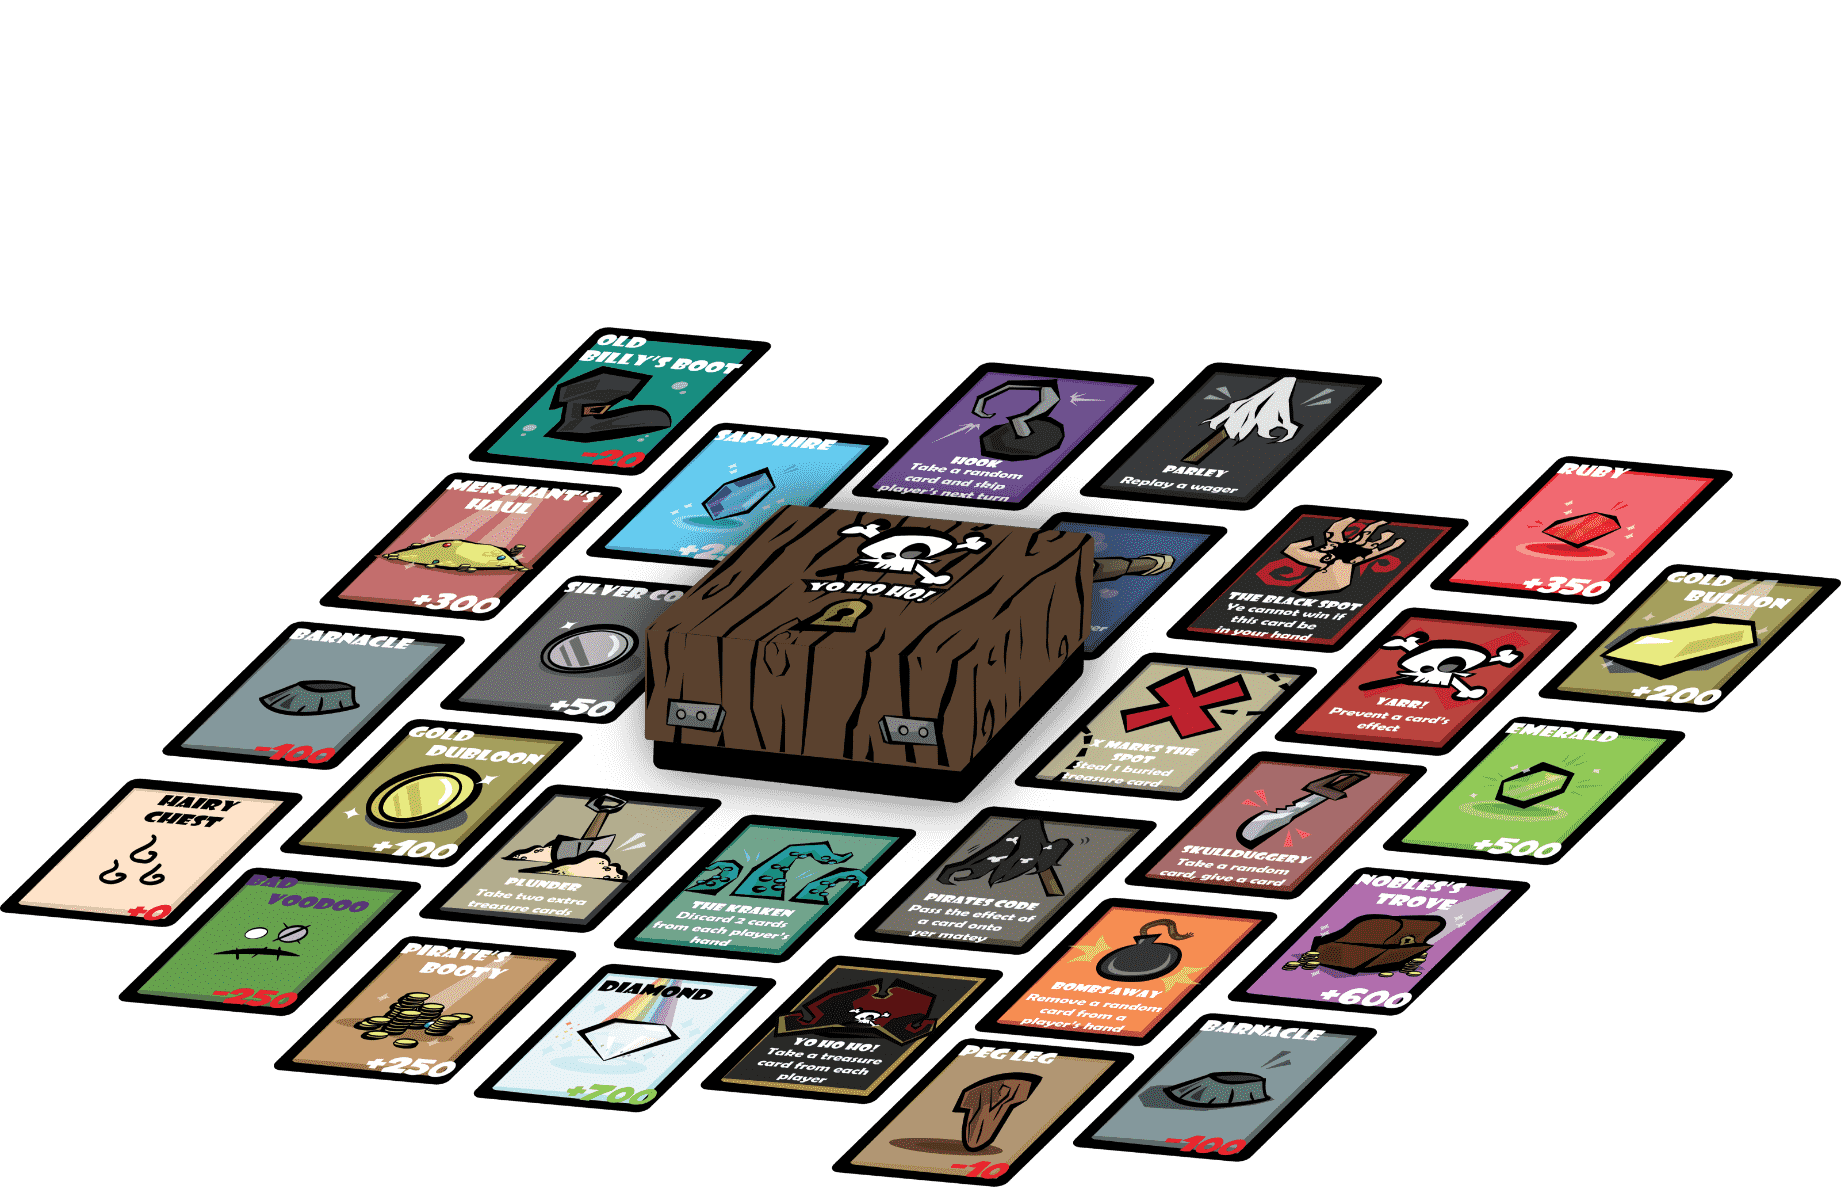 OLD
BILLY'S BOOT
-20
SAPPHIRE
HOOK
Take a random
card and skip
player's next turn
PARLEY
Replay a wager
RUBY
+350
MERCHANT'S
HAUL
+300
SILVER
+50
YO HO HO!
THE BLACK SPOT
Ye cannot win if
this card be
in your hand
GOLD
BULLION
+200
BARNACLE
-100
YARR!
Prevent a card's
effect
X MARKS THE
SPOT
Steal 1 buried
treasure card
GOLD
DUBLOON
+100
EMERALD
+500
HAIRY
CHEST
+0
PLUNDER
Take two extra
treasure cards
THE KRAKEN
Discard 2 cards
from each player's
hand
PIRATES CODE
Pass the effect of
a card onto
yer matey
SKULLDUGGERY
Take a random
card, give a card
NOBLES'S
TROVE
+600
BAD
VOODOO
-250
PIRATE'S
BOOTY
+250
DIAMOND
+700
YO HO HO!
Take a treasure
card from each
player
BOMBS AWAY
Remove a random
card from a
player's hand
PEG LEG
-10
BARNACLE
-100